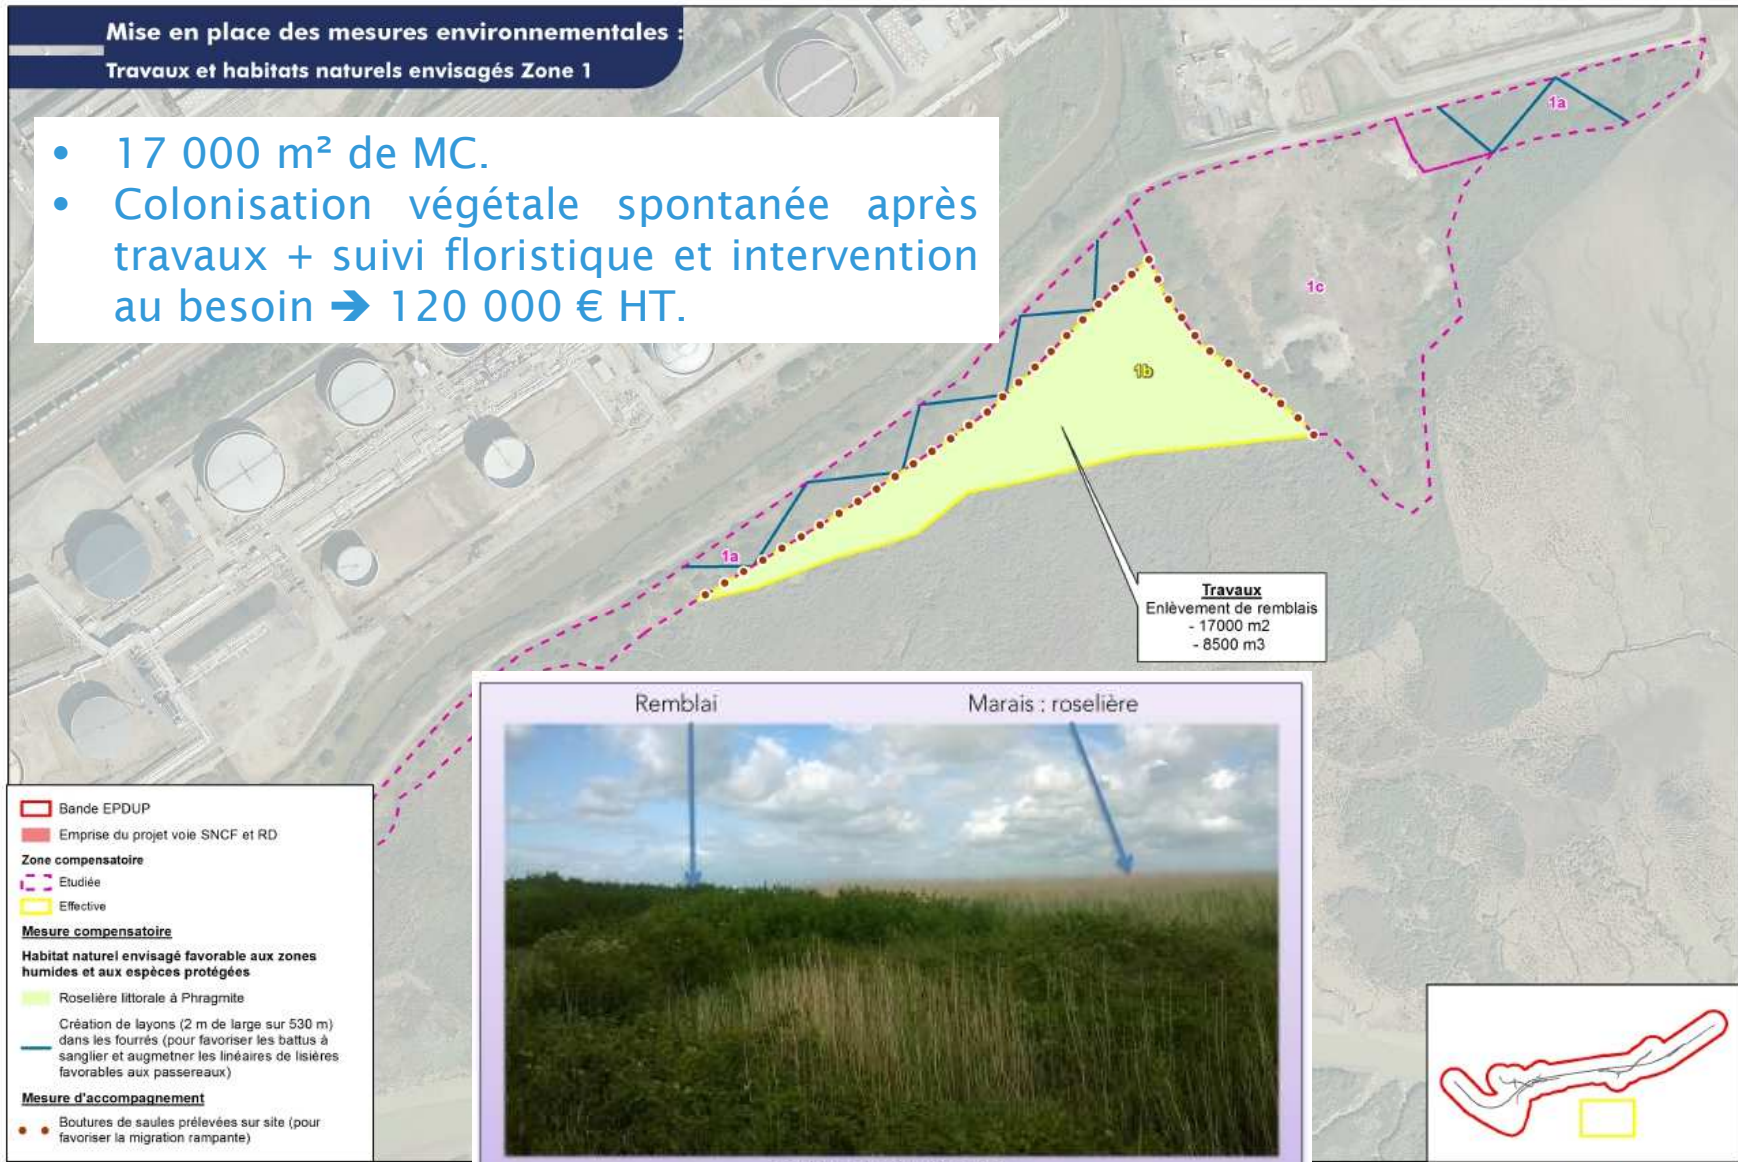 Mise en place des mesures environnementales :
Travaux et habitats naturels envisagés Zone 1
• 17 000 m² de MC.
• Colonisation végétale spontanée après
travaux + suivi floristique et intervention
au besoin ➔ 120 000 € HT.
1a
1c
1b
1a
Travaux
Enlèvement de remblais
- 17000 m2
- 8500 m3
Remblai
Marais : roselière
Bande EPDUP
Emprise du projet voie SNCF et RD
Zone compensatoire
Etudiée
Effective
Mesure compensatoire
Habitat naturel envisagé favorable aux zones
humides et aux espèces protégées
Roselière littorale à Phragmite
Création de layons (2 m de large sur 530 m)
dans les fourrés (pour favoriser les battus à
sanglier et augmetner les linéaires de lisières
favorables aux passereaux)
Mesure d'accompagnement
Boutures de saules prélevées sur site (pour
favoriser la migration rampante)